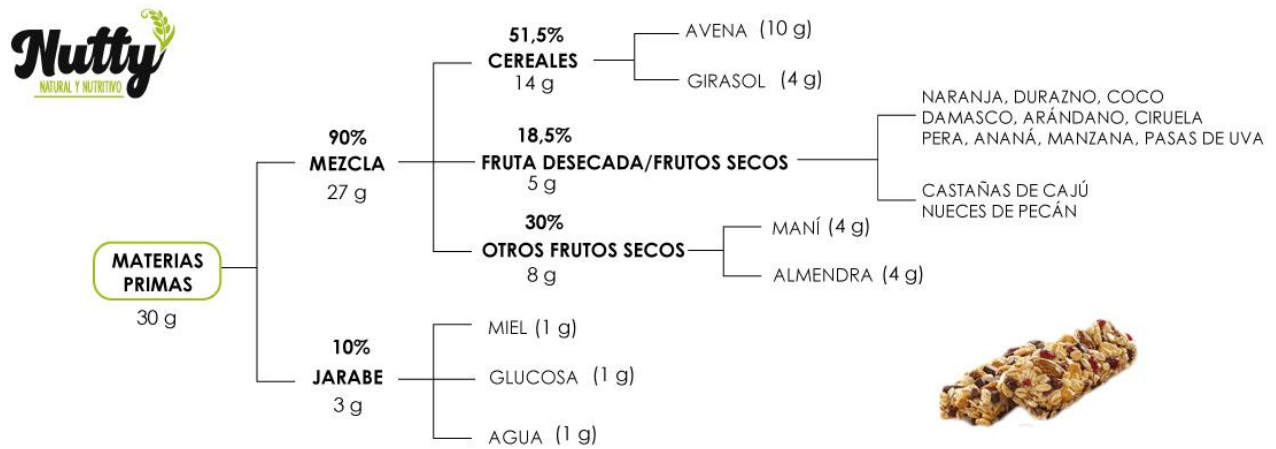 Nutty
NATURAL Y NUTRITIVO
MATERIAS
PRIMAS
30 g
90%
MEZCLA
27 g
51,5%
CEREALES
14 g
AVENA (10 g)
GIRASOL (4 g)
18,5%
FRUTA DESECADA/FRUTOS SECOS
5 g
NARANJA, DURAZNO, COCO
DAMASCO, ARÁNDANO, CIRUELA
PERA, ANANÁ, MANZANA, PASAS DE UVA
CASTAÑAS DE CAJÚ
NUECES DE PECÁN
30%
OTROS FRUTOS SECOS
8 g
MANÍ (4 g)
ALMENDRA (4 g)
10%
JARABE
3 g
MIEL (1 g)
GLUCOSA (1 g)
AGUA (1 g)